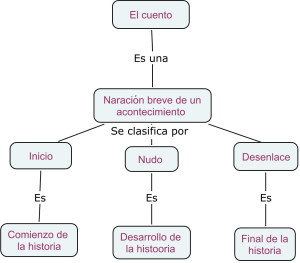 El cuento
Es una
Naración breve de un
acontecimiento
Se clasifica por
Inicio
Nudo
Desenlace
Es
Es
Es
Comienzo de
la historia
Desarrollo de
la histooria
Final de la
historia